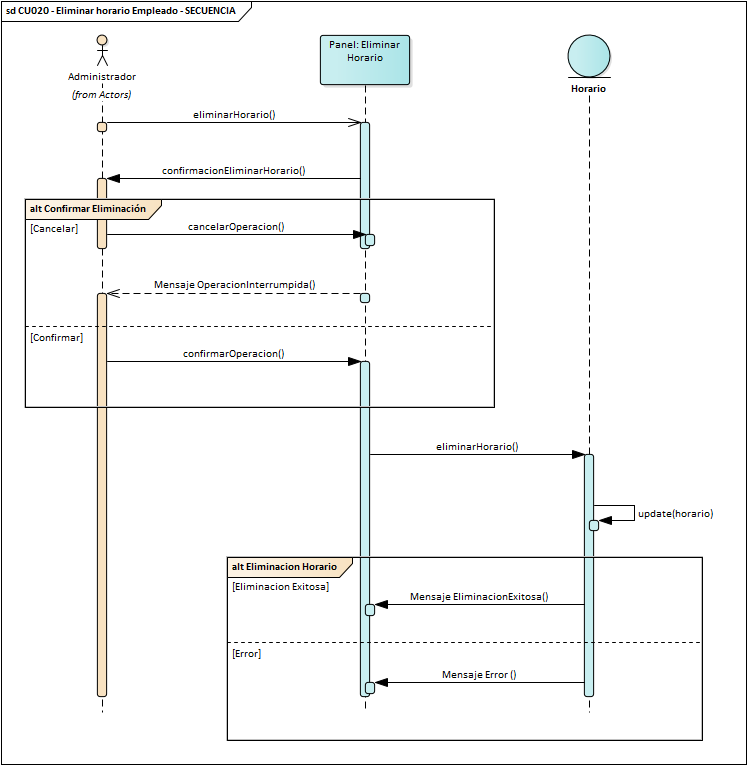 sd CU020 - Eliminar horario Empleado - SECUENCIA
Administrador
(from Actors)
Panel: Eliminar
Horario
Horario
eliminarHorario()
confirmacionEliminarHorario()
alt Confirmar Eliminación
[Cancelar]
cancelarOperacion()
Mensaje OperacionInterrumpida()
[Confirmar]
confirmarOperacion()
eliminarHorario()
update(horario)
alt Eliminacion Horario
[Eliminacion Exitosa]
Mensaje EliminacionExitosa()
[Error]
Mensaje Error ()